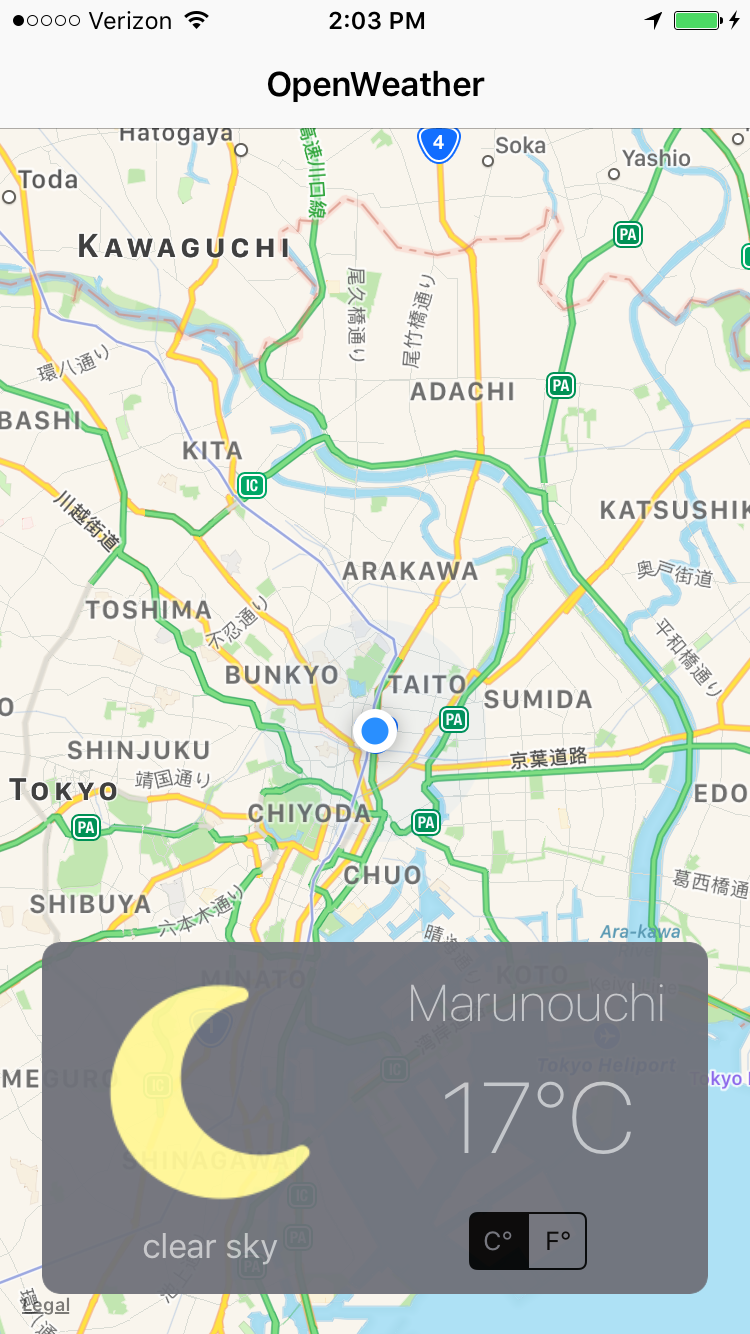 Verizon
2:03 PM
OpenWeather
Hatogaya
4
Soka
Yashio
Toda
高速川口線
KAWAGUCHI
PA
尾久橋通り
尾竹橋通り
環八通り
ADACHI
PA
BASHI
KITA
IC
川越街道
KATSUSHIK
ARAKAWA
奥戸街道
TOSHIMA
不忍通り
平和橋通り
BUNKYO
TAITO
SUMIDA
O
PA
SHINJUKU
京葉道路
靖国通り
TOKYO
EDO
CHIYODA
PA
PA
CHUO
葛西橋通
SHIBUYA
六本木通り
晴海通り
Ara-kawa
MINATO
KOTO
Marunouchi
1
IC
Tokyo Heliport
MEGURO
IC
Tokyo
17°C
SHINAGAWA
IC
PA
clear sky
C°
F°
PA
Legal